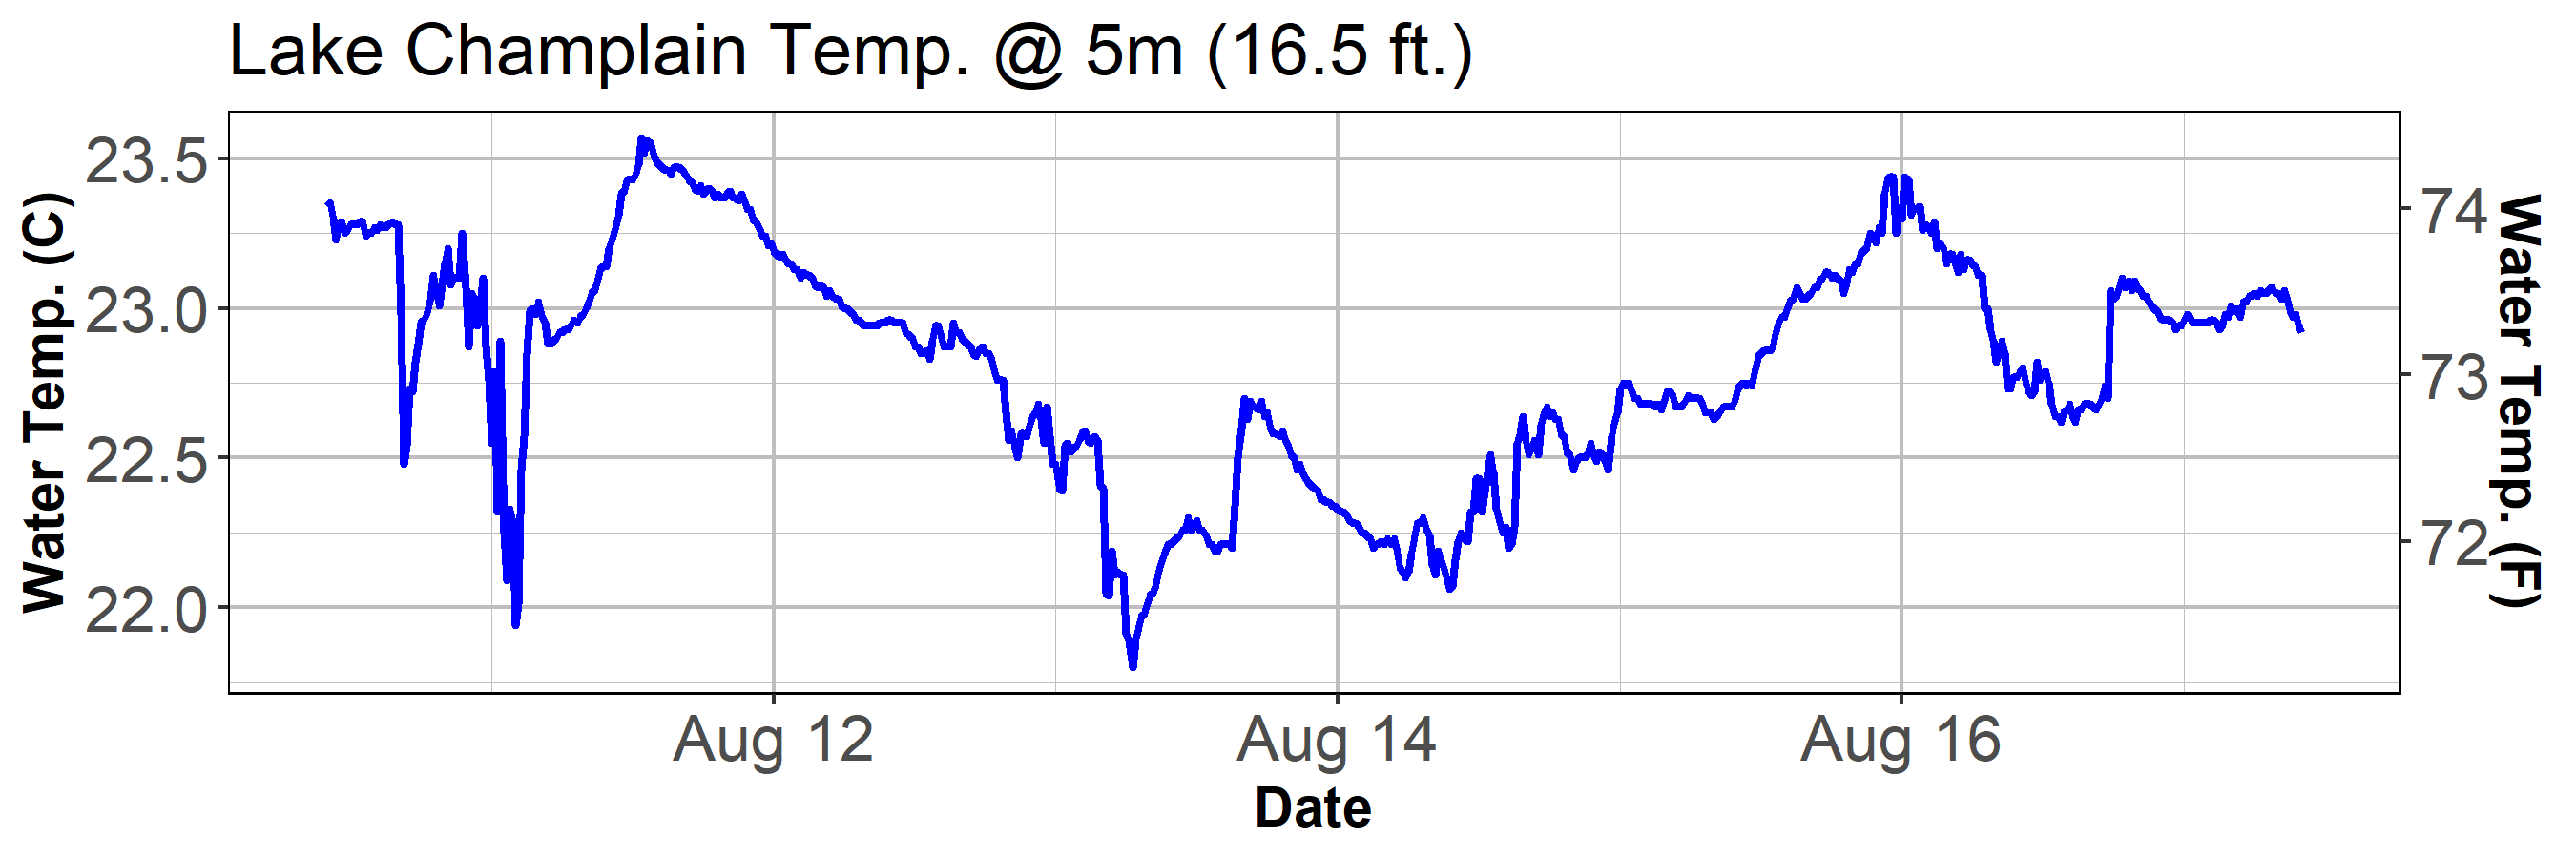 Lake Champlain Temp. @ 5m (16.5 ft.)
Water Temp. (C)
23.5
23.0
22.5
22.0
74
73
72
Water Temp. (F)
Aug 12
Aug 14
Aug 16
Date